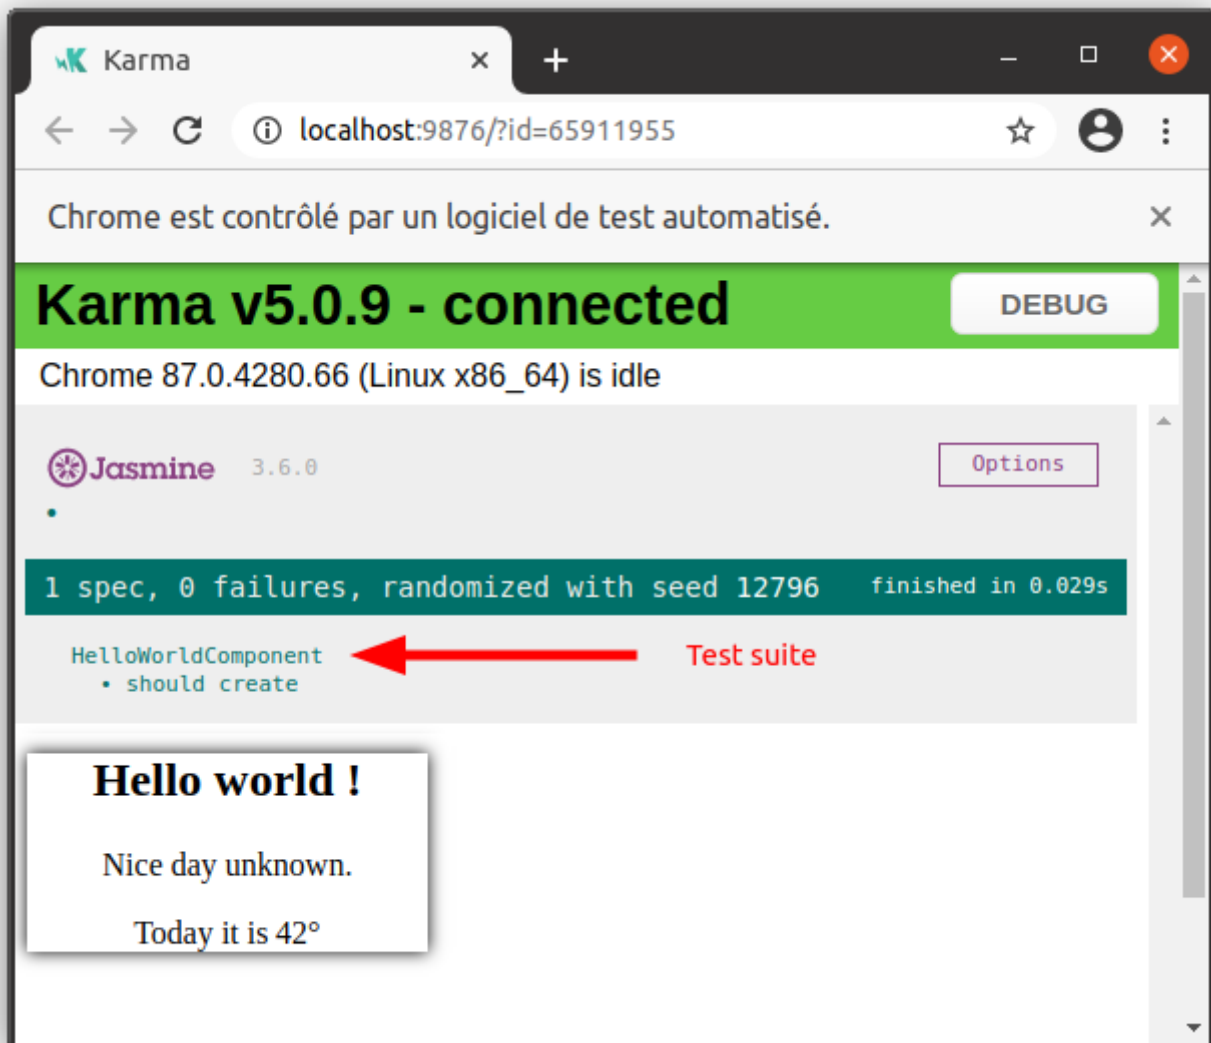 Karma
localhost:9876/?id=65911955
Chrome est contrôlé par un logiciel de test automatisé.
Karma v5.0.9 - connected
DEBUG
Chrome 87.0.4280.66 (Linux x86_64) is idle
Jasmine 3.6.0
Options
•
1 spec, 0 failures, randomized with seed 12796 finished in 0.029s
HelloWorldComponent
Test suite
• should create
Hello world !
Nice day unknown.
Today it is 42°